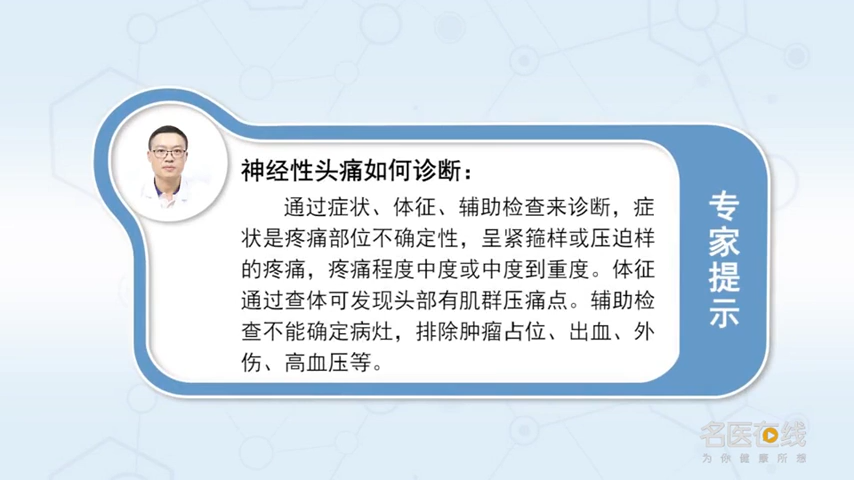 神经性头痛如何诊断：
通过症状、体征、辅助检查来诊断，症
状是疼痛部位不确定性，呈紧箍样或压迫样
的疼痛，疼痛程度中度或中度到重度。体征
通过查体可发现头部有肌群压痛点。辅助检
查不能确定病灶，排除肿瘤占位、出血、外
伤、高血压等。
专家提示
名医在线
为你健康所想